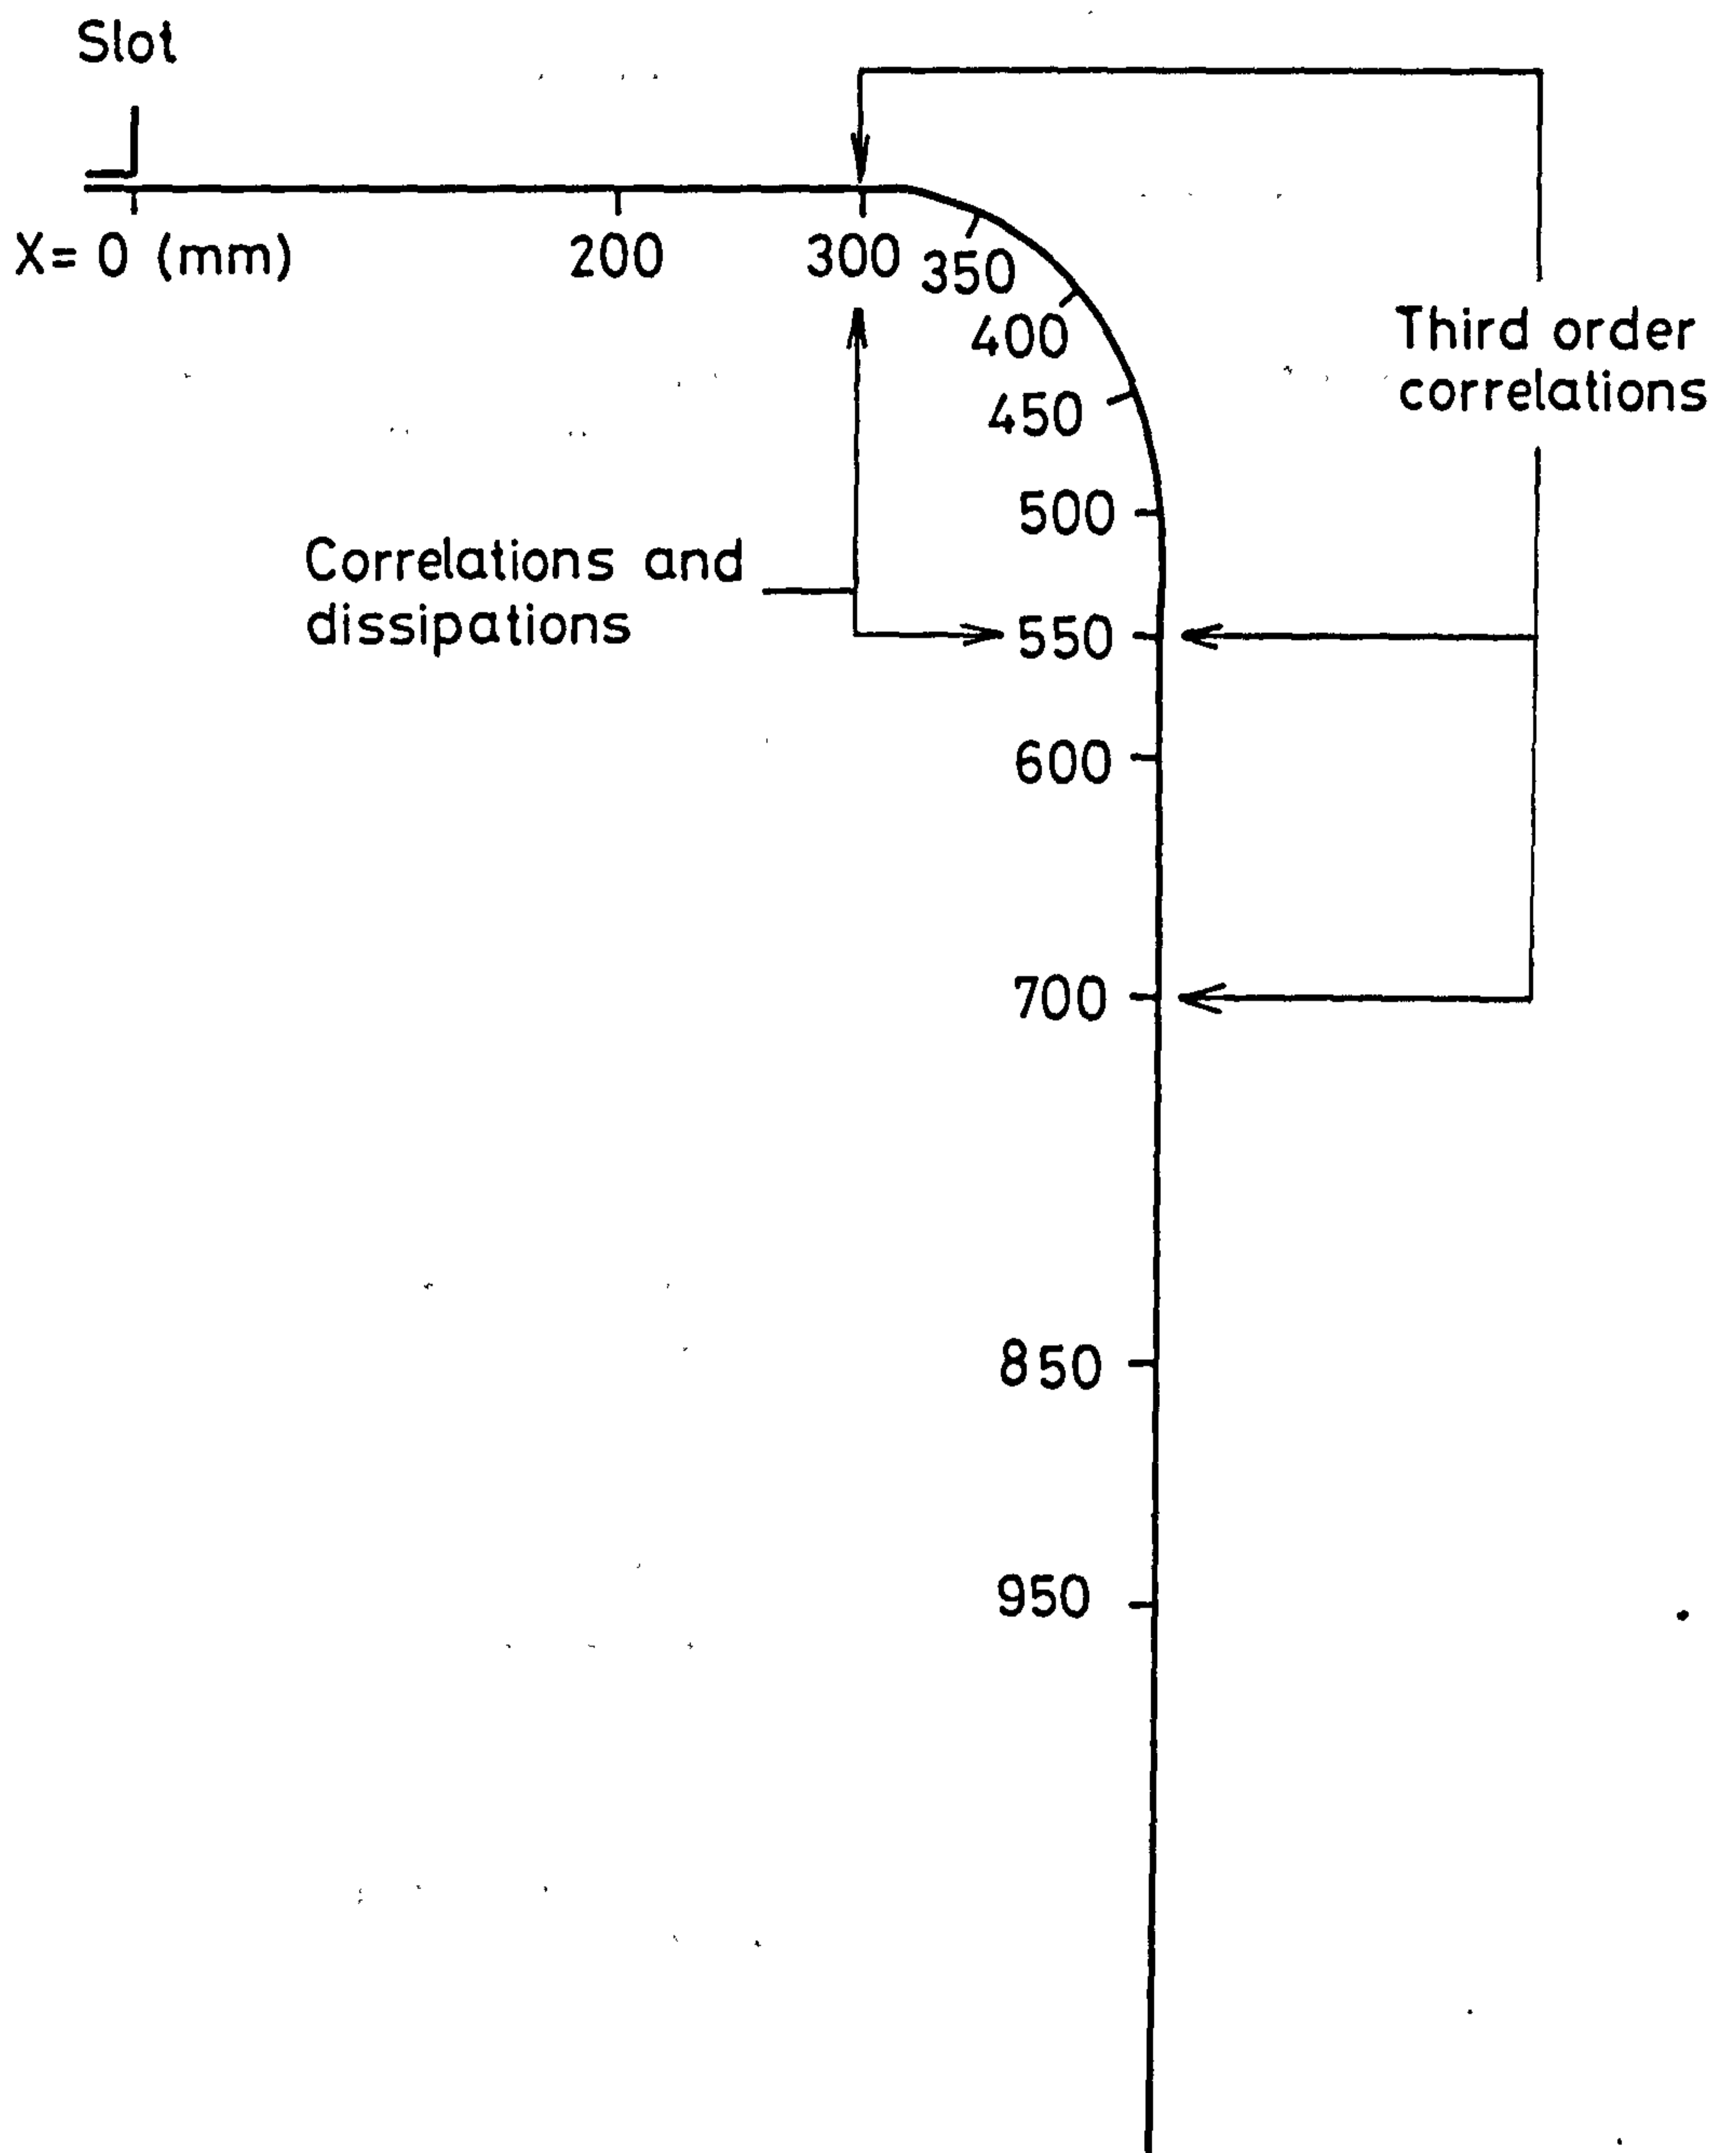 Slot
X= 0 (mm)
200
300
350
400
450
500
550
600
700
850
950
Third order
correlations
Correlations and
dissipations